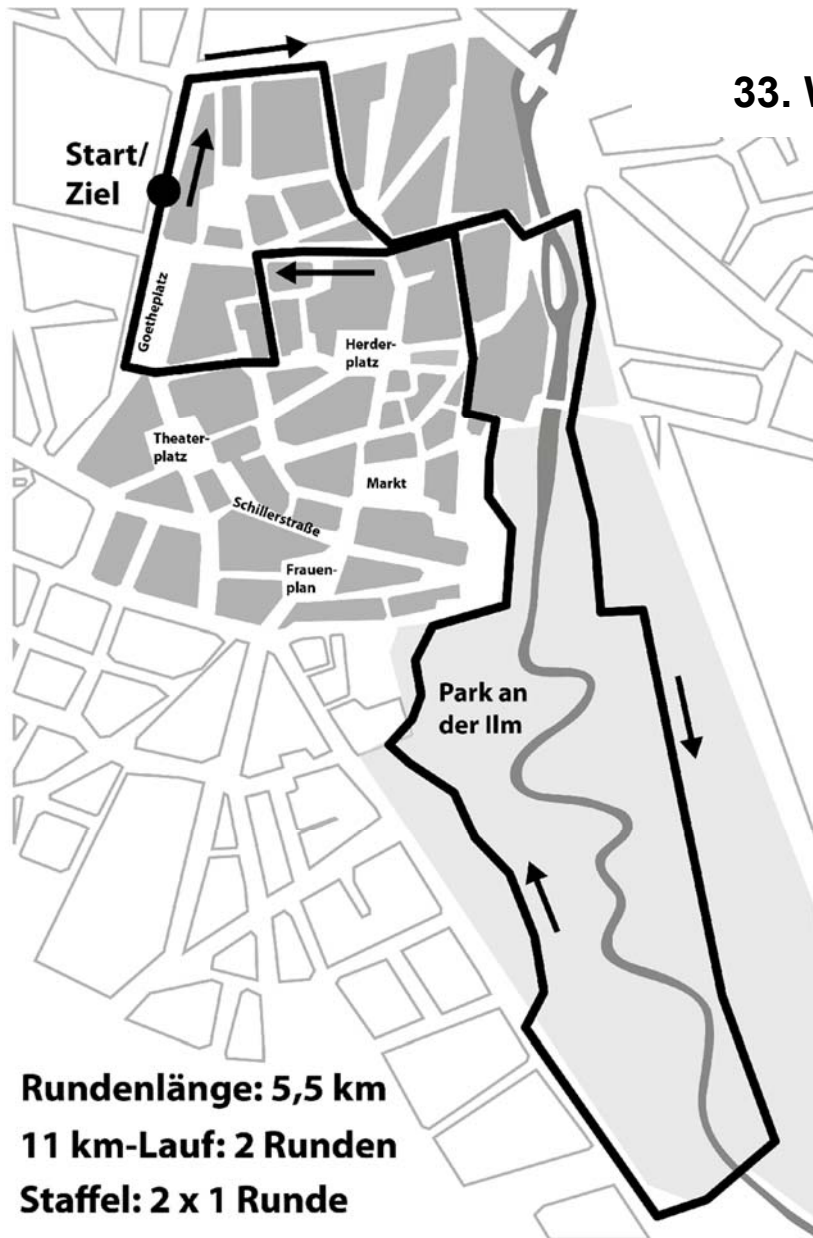 33. W
Start/
Ziel
Goetheplatz
Herder-
platz
Theater-
platz
Markt
Schillerstraße
Frauen-
plan
Park an
der Ilm
Rundenlänge: 5,5 km
11 km-Lauf: 2 Runden
Staffel: 2 x 1 Runde